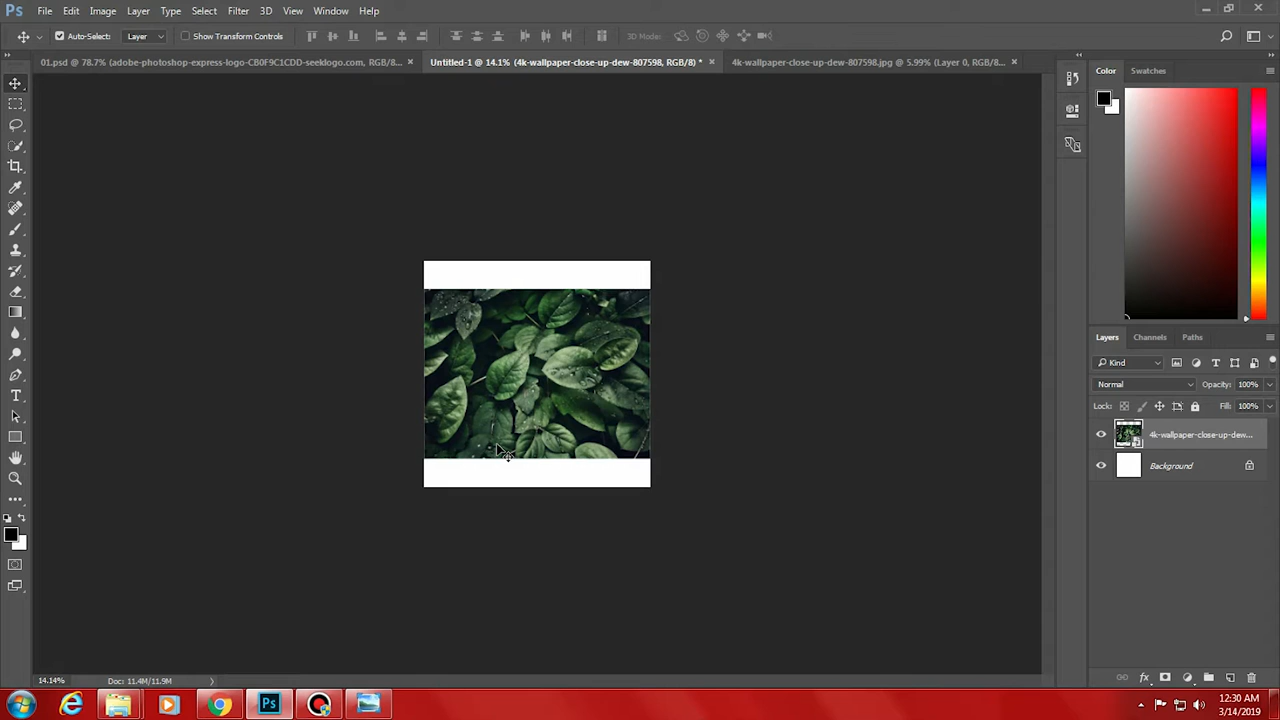 Ps File Edit Image Layer Type Select Filter 3D View Window Help
Auto-Select: Layer Show Transform Controls 3D Model:
01.psd @ 78.7% (adobe-photoshop-express-logo-CB0F9C1CDD-seeklogo.com, RGB/8... × Untitled-1 @ 14.1% (4k-wallpaper-close-up-dew-807598, RGB/8) * × 4k-wallpaper-close-up-dew-807598.jpg @ 5.99% (Layer 0, RGB/8... ×
Color Swatches
Layers Channels Paths
Kind
Normal Opacity: 100%
Lock: Fill: 100%
4k-wallpaper-close-up-dew...
Background
14.14% Doc: 11.4M/11.9M
Ps
12:30 AM
3/14/2019